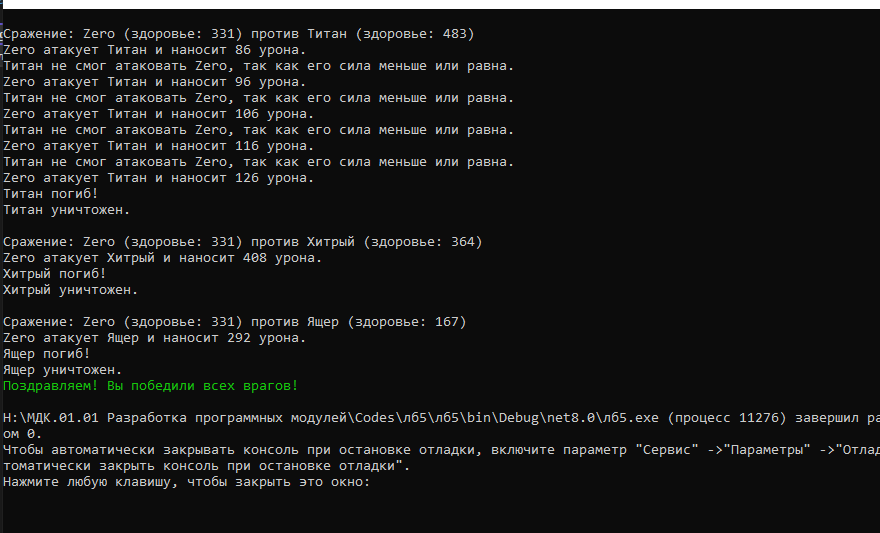 Сражение: Zero (здоровье: 331) против Титан (здоровье: 483)
Zero атакует Титан и наносит 86 урона.
Титан не смог атаковать Zero, так как его сила меньше или равна.
Zero атакует Титан и наносит 96 урона.
Титан не смог атаковать Zero, так как его сила меньше или равна.
Zero атакует Титан и наносит 106 урона.
Титан не смог атаковать Zero, так как его сила меньше или равна.
Zero атакует Титан и наносит 116 урона.
Титан не смог атаковать Zero, так как его сила меньше или равна.
Zero атакует Титан и наносит 126 урона.
Титан погиб!
Титан уничтожен.
Сражение: Zero (здоровье: 331) против Хитрый (здоровье: 364)
Zero атакует Хитрый и наносит 408 урона.
Хитрый погиб!
Хитрый уничтожен.
Сражение: Zero (здоровье: 331) против Ящер (здоровье: 167)
Zero атакует Ящер и наносит 292 урона.
Ящер погиб!
Ящер уничтожен.
Поздравляем! Вы победили всех врагов!
H:\МДК.01.01 Разработка программных модулей\Codes\лб5\лб5\bin\Debug\net8.0\лб5.exe (процесс 11276) завершил ра
ом 0.
Чтобы автоматически закрывать консоль при остановке отладки, включите параметр "Сервис" ->"Параметры" ->"Отлад
томатически закрыть консоль при остановке отладки".
Нажмите любую клавишу, чтобы закрыть это окно: